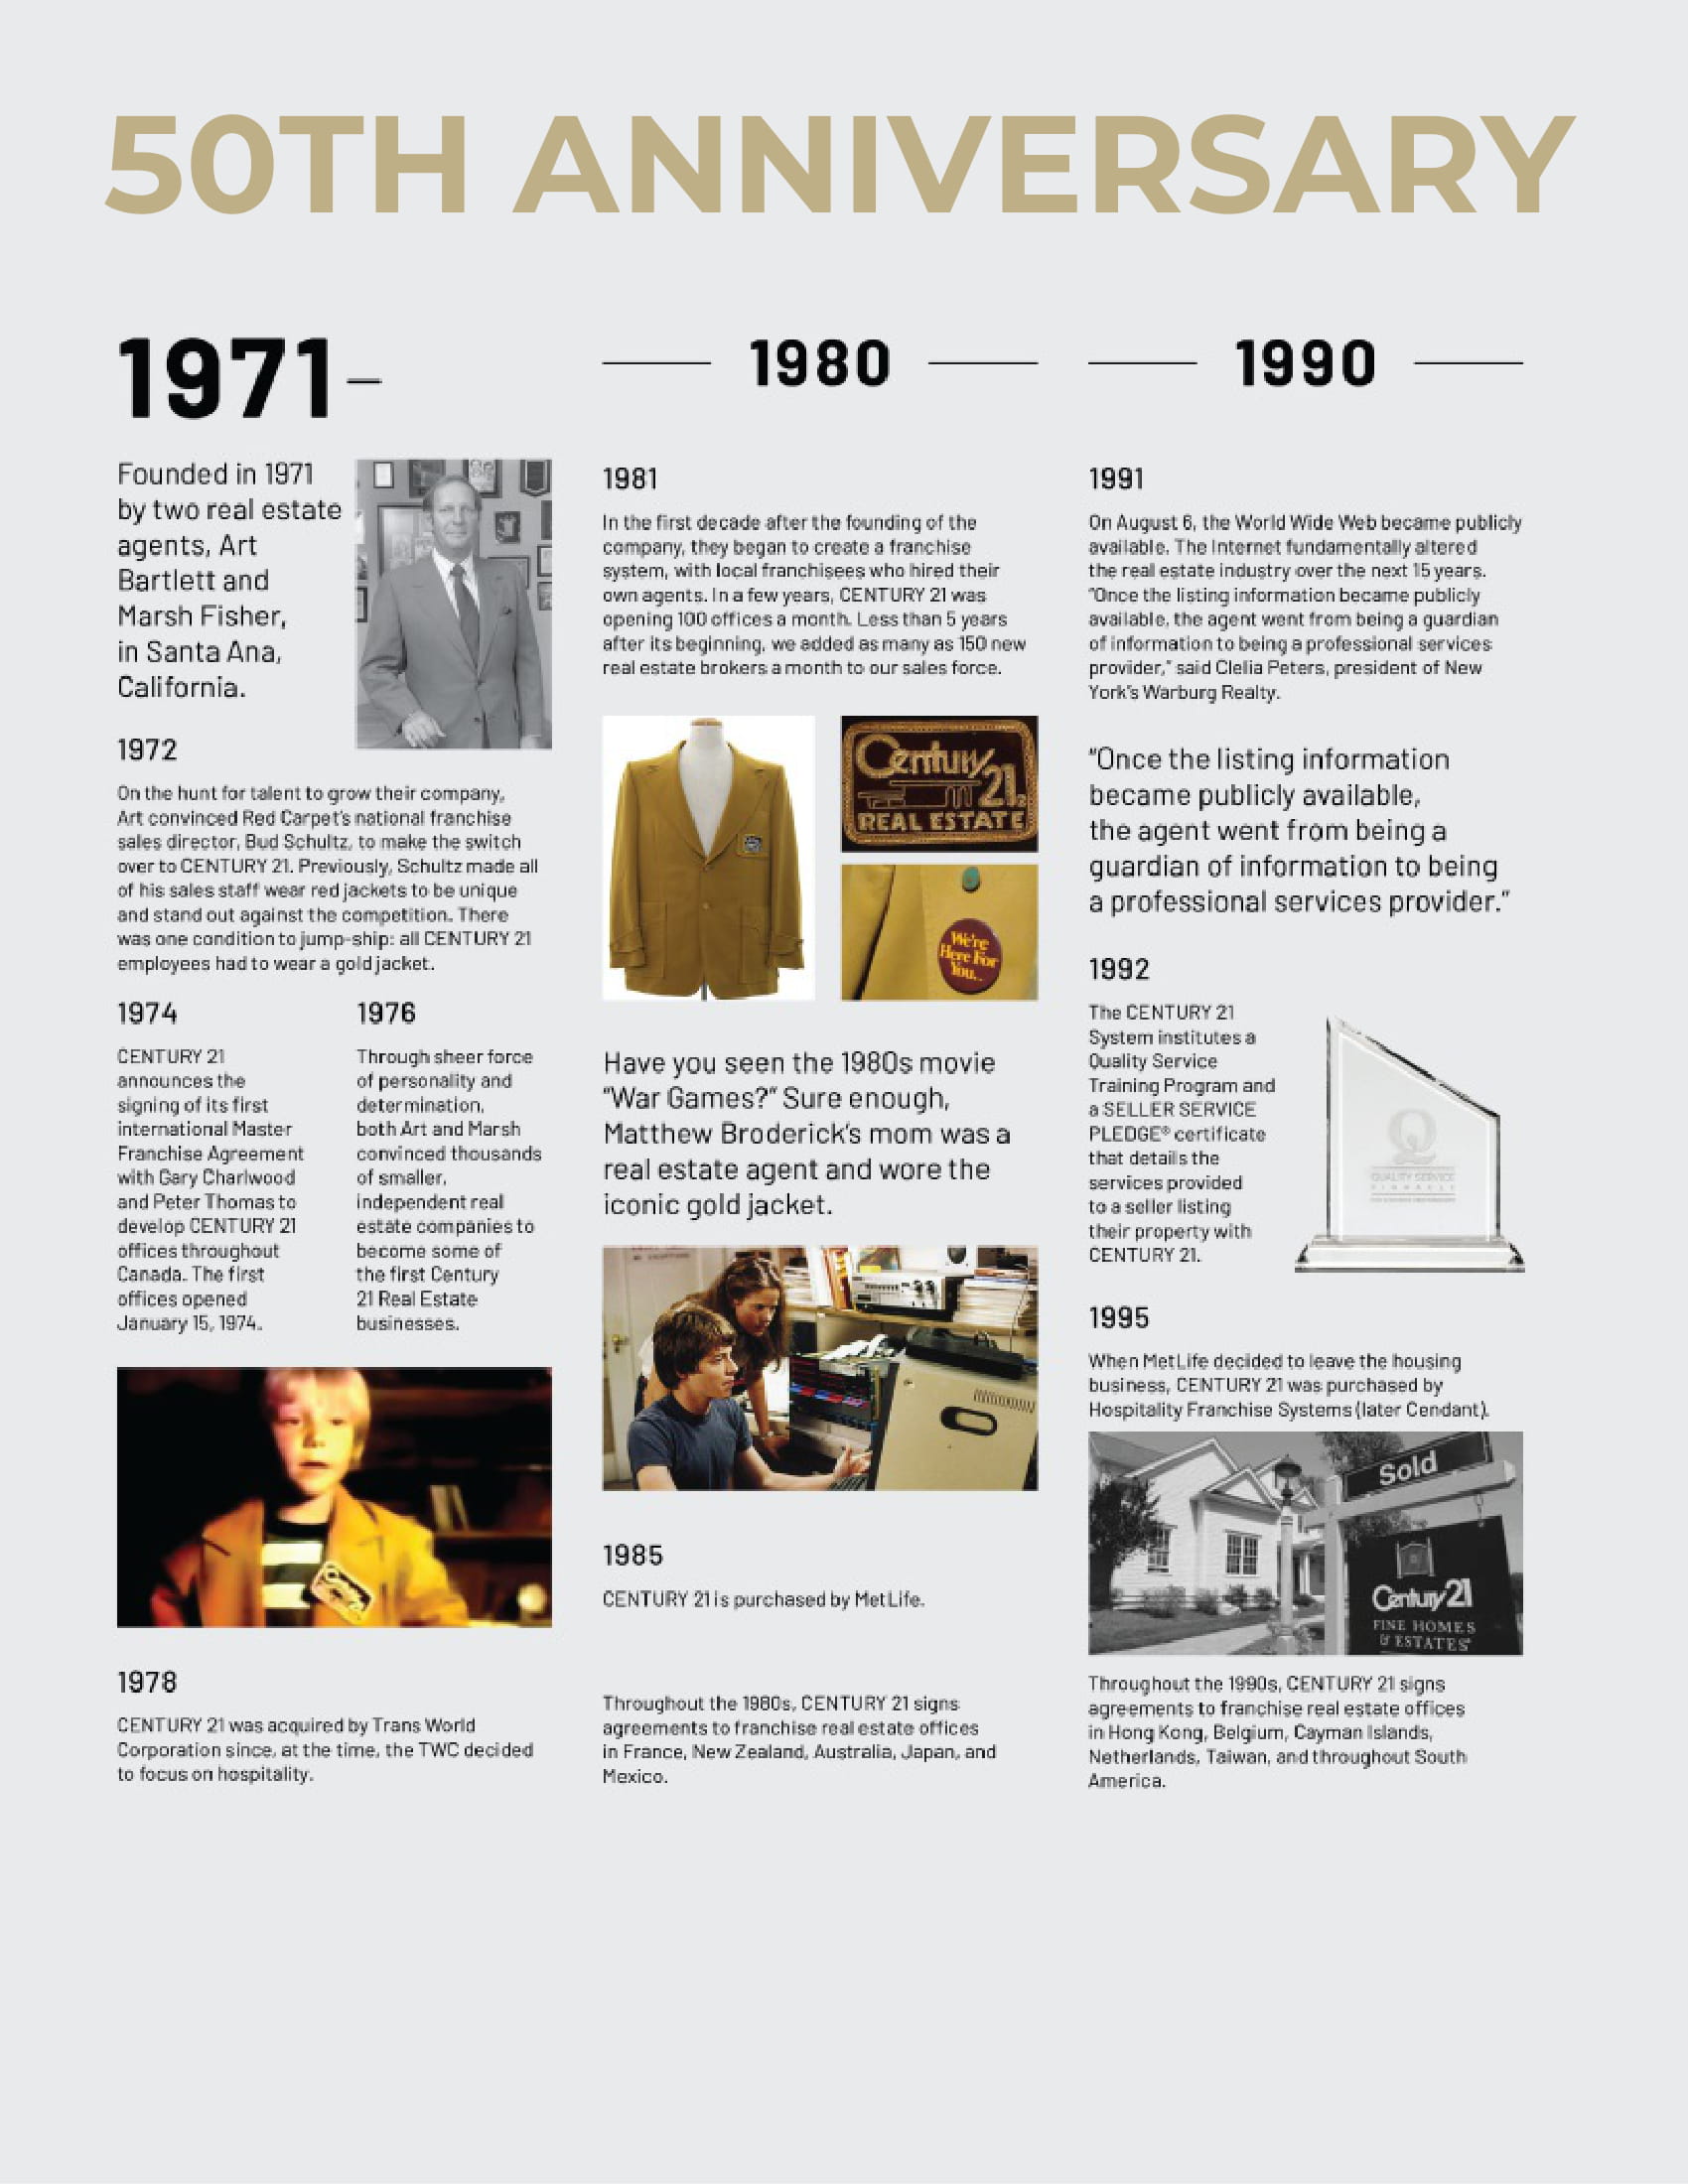 50TH ANNIVERSARY
1971–
Founded in 1971
by two real estate
agents, Art
Bartlett and
Marsh Fisher,
in Santa Ana,
California.
1972
On the hunt for talent to grow their company,
Art convinced Red Carpet's national franchise
sales director, Bud Schultz, to make the switch
over to CENTURY 21. Previously, Schultz made all
of his sales staff wear red jackets to be unique
and stand out against the competition. There
was one condition to jump-ship: all CENTURY 21
employees had to wear a gold jacket.
1974
CENTURY 21
announces the
signing of its first
international Master
Franchise Agreement
with Gary Charlwood
and Peter Thomas to
develop CENTURY 21
offices throughout
Canada. The first
offices opened
January 15, 1974.
1976
Through sheer force
of personality and
determination,
both Art and Marsh
convinced thousands
of smaller,
independent real
estate companies to
become some of
the first Century
21 Real Estate
businesses.
1978
CENTURY 21 was acquired by Trans World
Corporation since, at the time, the TWC decided
to focus on hospitality.
1980
1981
In the first decade after the founding of the
company, they began to create a franchise
system, with local franchisees who hired their
own agents. In a few years, CENTURY 21 was
opening 100 offices a month. Less than 5 years
after its beginning, we added as many as 150 new
real estate brokers a month to our sales force.
Century
21.
REAL ESTATE
We're
Here For
You...
Have you seen the 1980s movie
"War Games?" Sure enough,
Matthew Broderick's mom was a
real estate agent and wore the
iconic gold jacket.
1985
CENTURY 21 is purchased by MetLife.
Throughout the 1980s, CENTURY 21 signs
agreements to franchise real estate offices
in France, New Zealand, Australia, Japan, and
Mexico.
1990
1991
On August 6, the World Wide Web became publicly
available. The Internet fundamentally altered
the real estate industry over the next 15 years.
"Once the listing information became publicly
available, the agent went from being a guardian
of information to being a professional services
provider," said Clelia Peters, president of New
York's Warburg Realty.
"Once the listing information
became publicly available,
the agent went from being a
guardian of information to being
a professional services provider."
1992
The CENTURY 21
System institutes a
Quality Service
Training Program and
a SELLER SERVICE
PLEDGE® certificate
that details the
services provided
to a seller listing
their property with
CENTURY 21.
Q
QUALITY SERVICE
PINNACLE
1995
When MetLife decided to leave the housing
business, CENTURY 21 was purchased by
Hospitality Franchise Systems (later Cendant).
Sold
Century 21
FINE HOMES
& ESTATES
Throughout the 1990s, CENTURY 21 signs
agreements to franchise real estate offices
in Hong Kong, Belgium, Cayman Islands,
Netherlands, Taiwan, and throughout South
America.